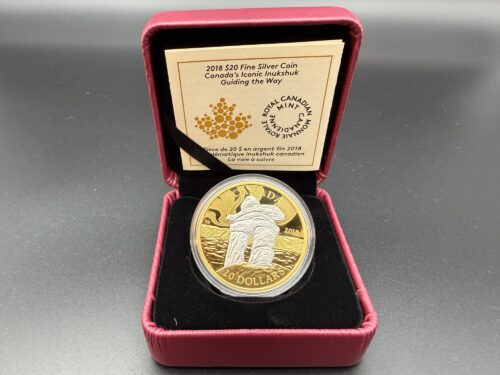 2018 $20 Fine Silver Coin
Canada's Iconic Inukshuk
Guiding the Way
ROYAL CANADIAN MINT
MONNAIE ROYALE CANADIENNE
Pièce de 20 $ en argent fin 2018
emblématique inukshuk canadien
La voie à suivre
CANADA
2018
20 DOLLARS